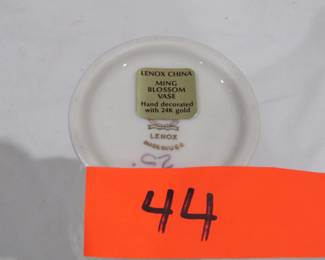 LENOX CHINA
MING
BLOSSOM
VASE
Hand decorated
with 24K gold
LENOX
44